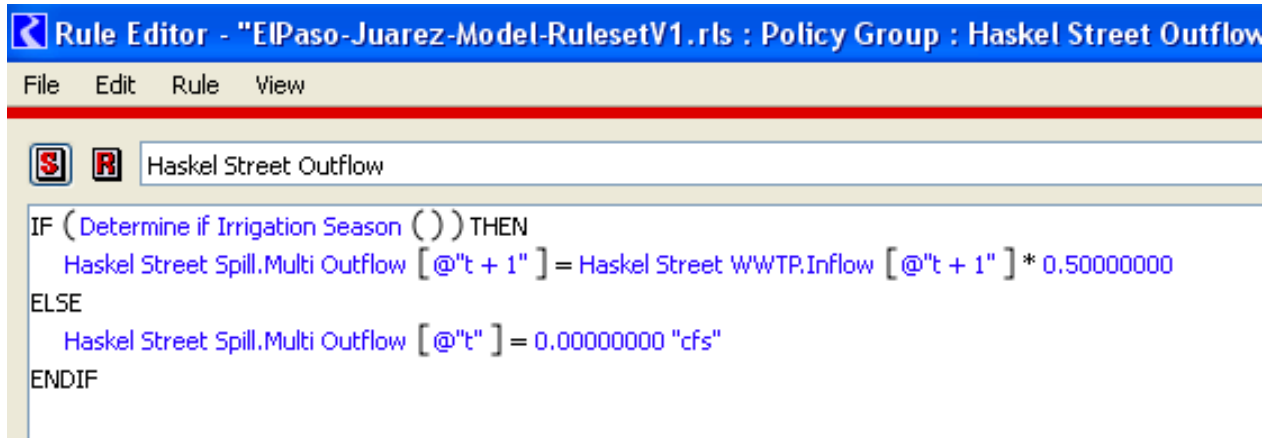 Rule Editor - "ElPaso-Juarez-Model-RulesetV1.rls : Policy Group : Haskel Street Outflow
File Edit Rule View
S R Haskel Street Outflow
IF ( Determine if Irrigation Season ( ) ) THEN
Haskel Street Spill.Multi Outflow [ @"t + 1" ] = Haskel Street WWTP.Inflow [ @"t + 1" ] * 0.50000000
ELSE
Haskel Street Spill.Multi Outflow [ @"t" ] = 0.00000000 "cfs"
ENDIF